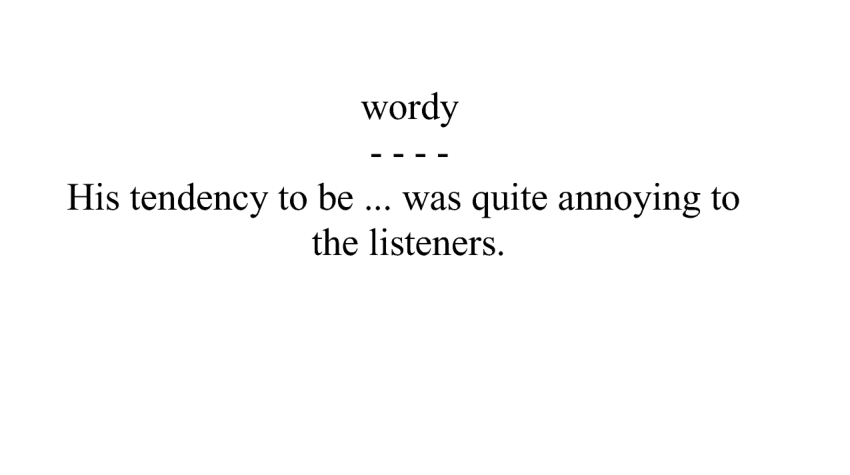 wordy
- - - -
His tendency to be ... was quite annoying to
the listeners.